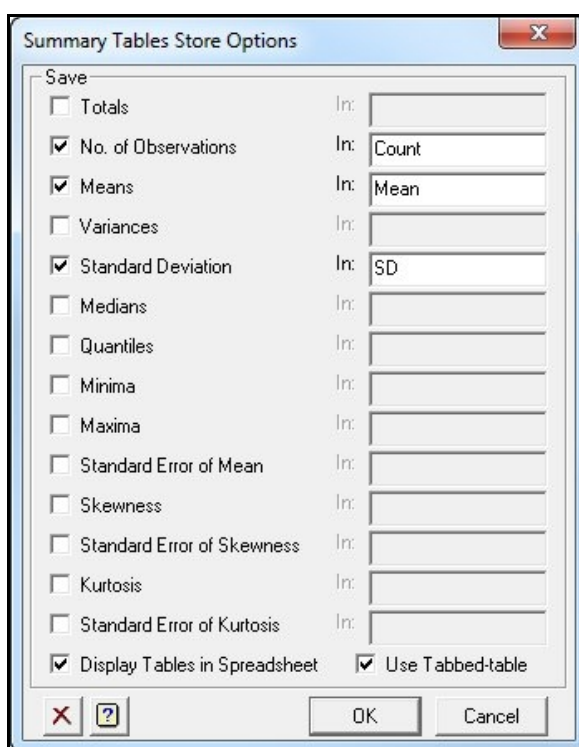 Summary Tables Store Options
Save
Totals In:
No. of Observations In: Count
Means In: Mean
Variances In:
Standard Deviation In: SD
Medians In:
Quantiles In:
Minima In:
Maxima In:
Standard Error of Mean In:
Skewness In:
Standard Error of Skewness In:
Kurtosis In:
Standard Error of Kurtosis In:
Display Tables in Spreadsheet Use Tabbed-table
OK Cancel